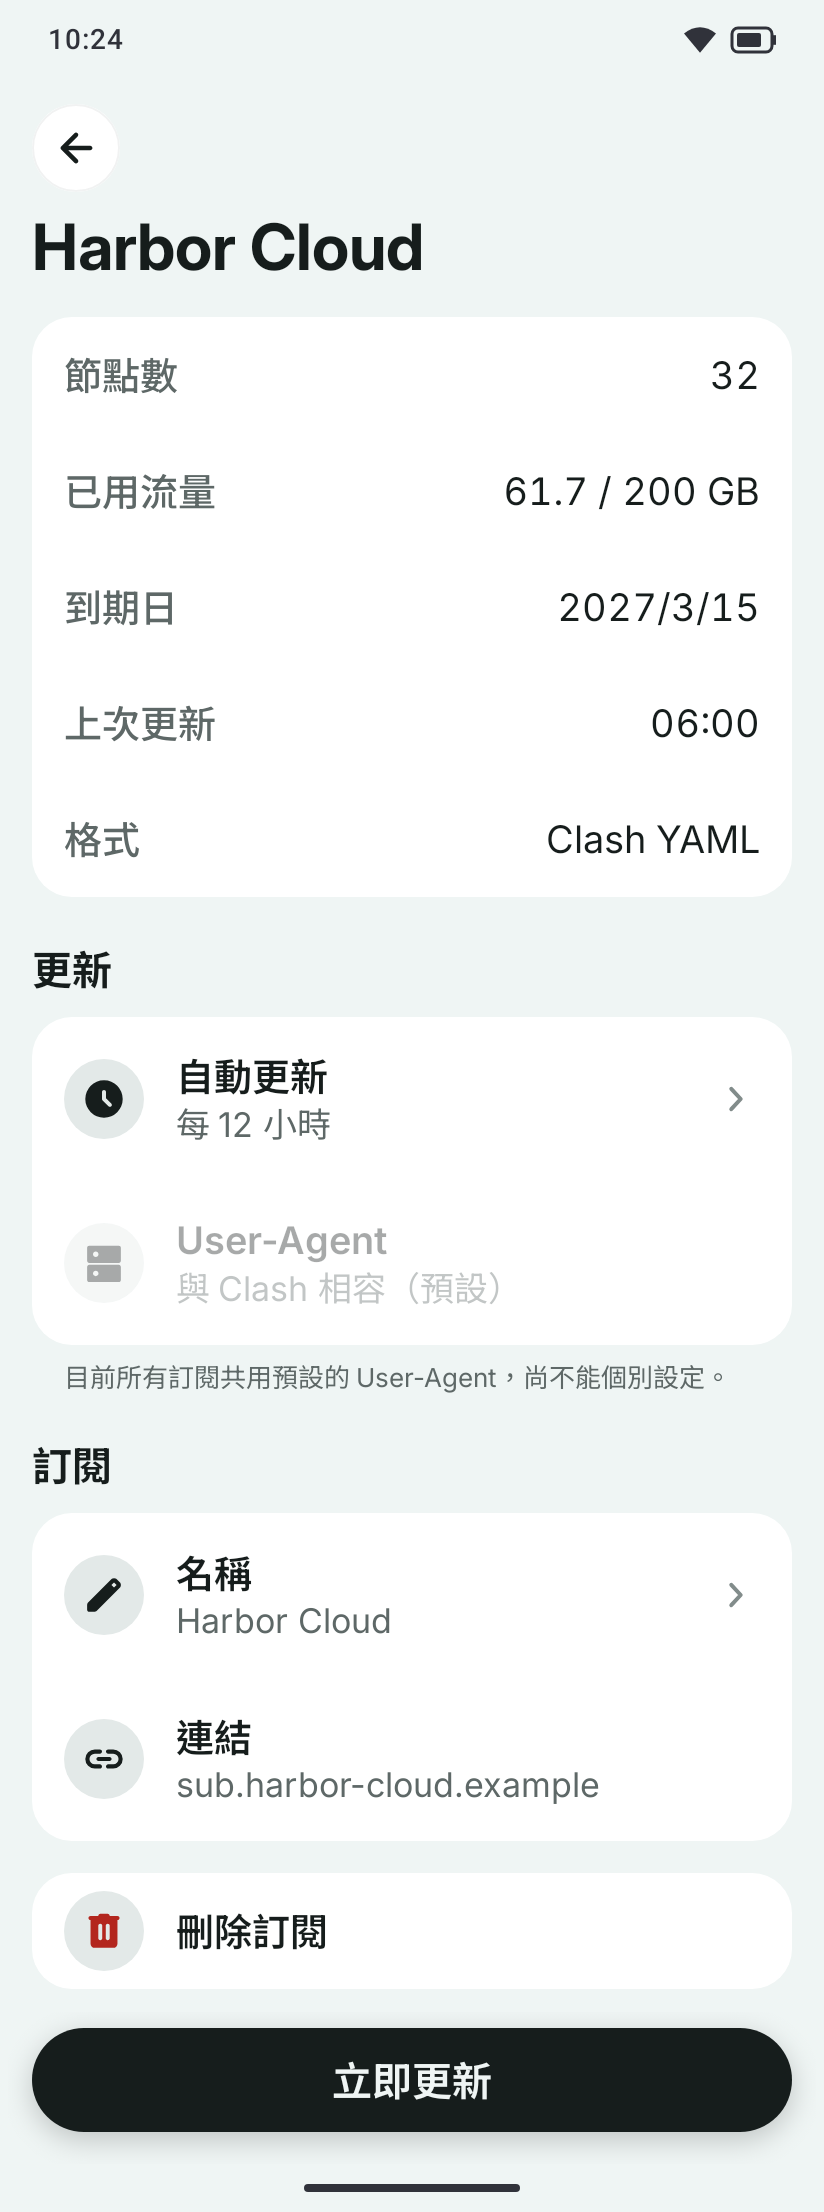 10:24
Harbor Cloud
節點數 32
已用流量 61.7 / 200 GB
到期日 2027/3/15
上次更新 06:00
格式 Clash YAML
更新
自動更新
每 12 小時
User-Agent
與 Clash 相容（預設）
目前所有訂閱共用預設的 User-Agent，尚不能個別設定。
訂閱
名稱
Harbor Cloud
連結
sub.harbor-cloud.example
刪除訂閱
立即更新